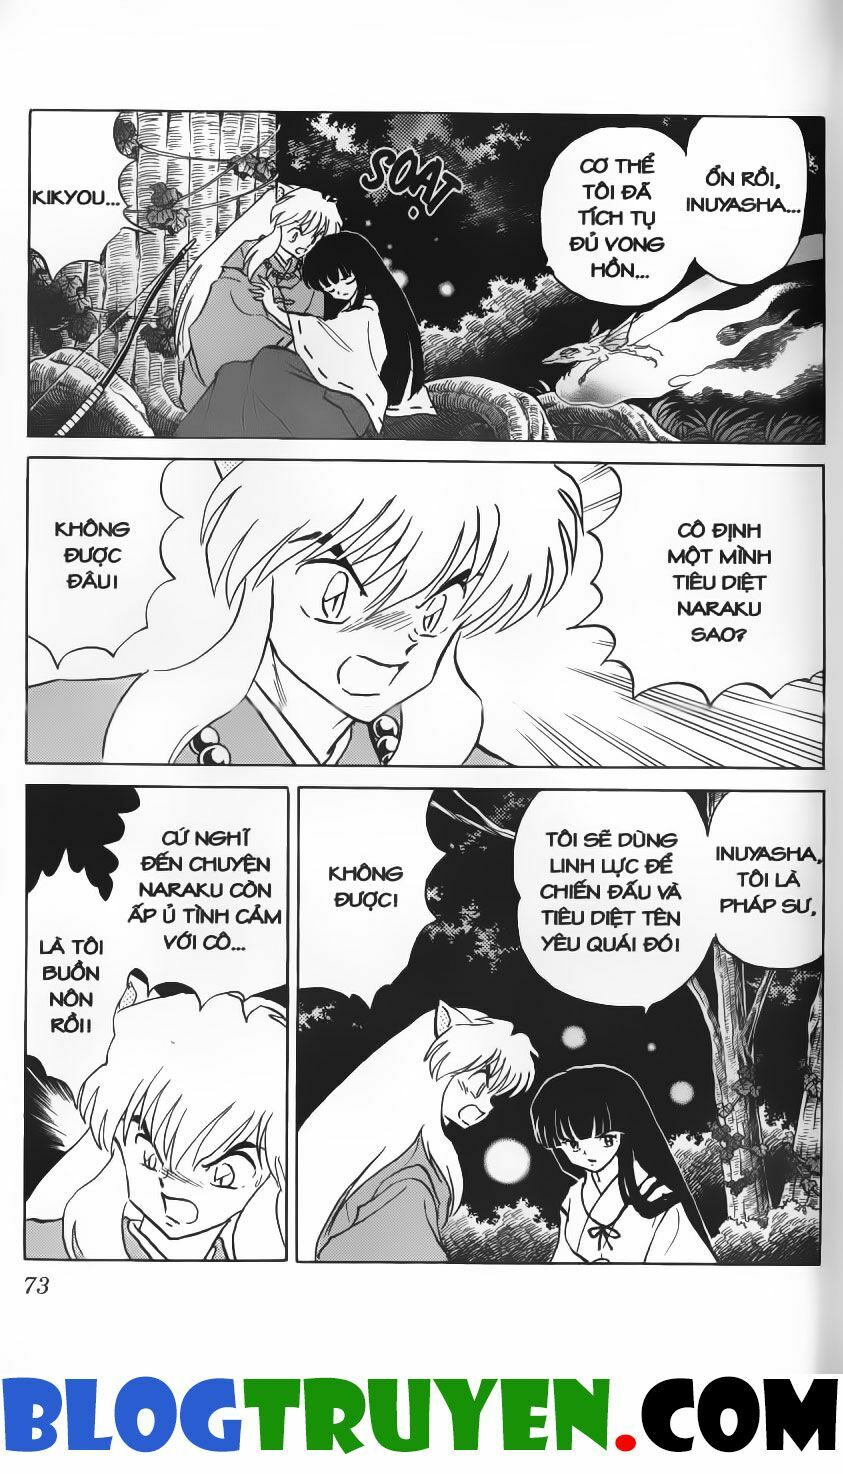 ỔN RỒI,
INUYASHA...
CƠ THỂ
TÔI ĐÃ
TÍCH TỤ
ĐỦ VONG
HỒN...
SOẠT
KIKYOU...
CÔ ĐỊNH
MỘT MÌNH
TIÊU DIỆT
NARAKU
SAO?
KHÔNG
ĐƯỢC
ĐÂU!
INUYASHA,
TÔI LÀ
PHÁP SƯ,
TÔI SẼ DÙNG
LINH LỰC ĐỂ
CHIẾN ĐẤU VÀ
TIÊU DIỆT TÊN
YÊU QUÁI ĐÓ!
KHÔNG
ĐƯỢC!
CỨ NGHĨ
ĐẾN CHUYỆN
NARAKU CÒN
ẤP Ủ TÌNH CẢM
VỚI CÔ...
LÀ TÔI
BUỒN
NÔN
RỒI!
73
BLOGTRUYEN.COM